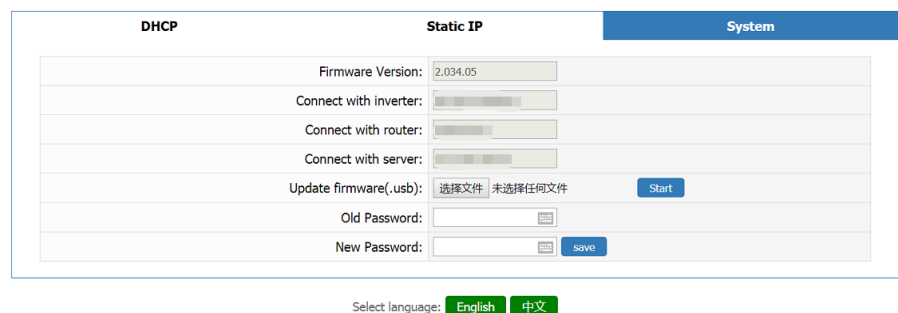 DHCP Static IP System
Firmware Version: 2.034.05
Connect with inverter:
Connect with router:
Connect with server:
Update firmware(.usb): 选择文件 未选择任何文件 Start
Old Password:
New Password: save
Select language: English 中文